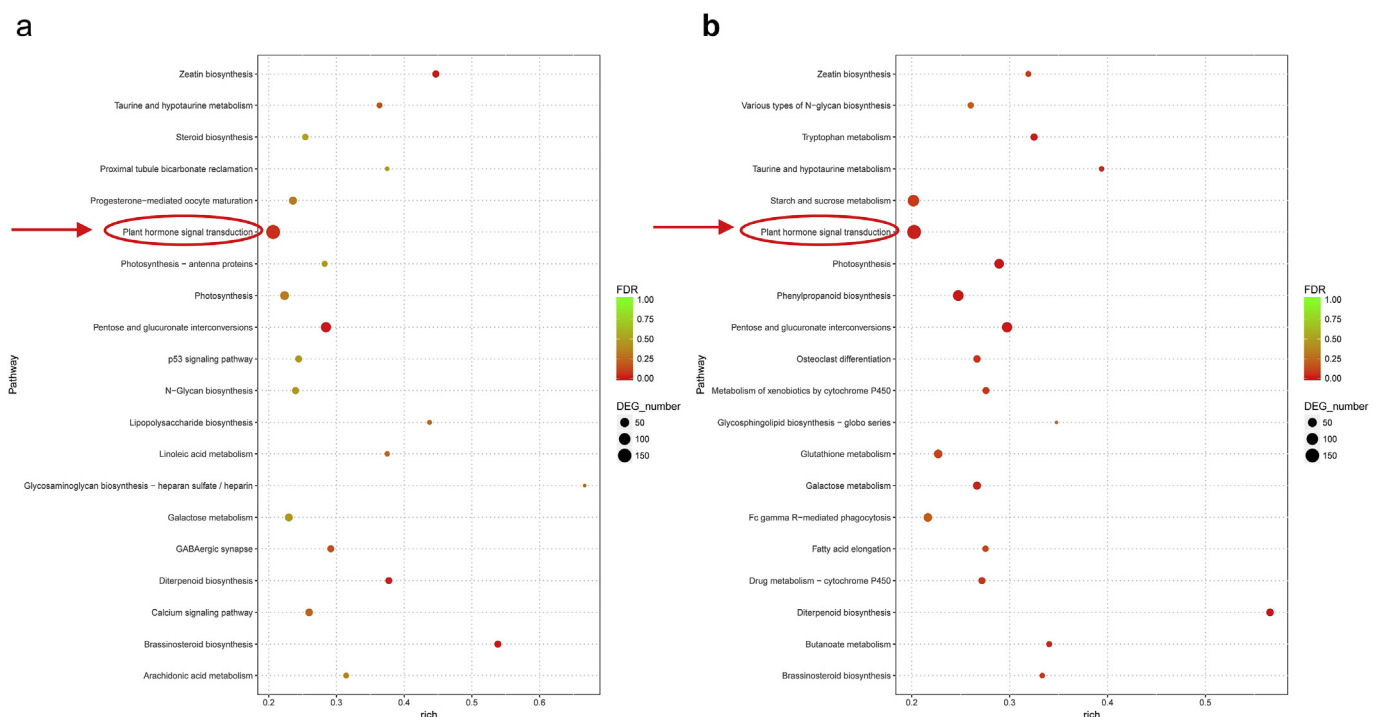 a
Zeatin biosynthesis
Taurine and hypotaurine metabolism
Steroid biosynthesis
Proximal tubule bicarbonate reclamation
Progesterone−mediated oocyte maturation
Plant hormone signal transduction
Photosynthesis − antenna proteins
Photosynthesis
Pentose and glucuronate interconversions
p53 signaling pathway
N−Glycan biosynthesis
Lipopolysaccharide biosynthesis
Linoleic acid metabolism
Glycosaminoglycan biosynthesis − heparan sulfate / heparin
Galactose metabolism
GABAergic synapse
Diterpenoid biosynthesis
Calcium signaling pathway
Brassinosteroid biosynthesis
Arachidonic acid metabolism
Pathway
0.2 0.3 0.4 0.5 0.6
rich
FDR
1.00
0.75
0.50
0.25
0.00
DEG_number
50
100
150
b
Zeatin biosynthesis
Various types of N−glycan biosynthesis
Tryptophan metabolism
Taurine and hypotaurine metabolism
Starch and sucrose metabolism
Plant hormone signal transduction
Photosynthesis
Phenylpropanoid biosynthesis
Pentose and glucuronate interconversions
Osteoclast differentiation
Metabolism of xenobiotics by cytochrome P450
Glycosphingolipid biosynthesis − globo series
Glutathione metabolism
Galactose metabolism
Fc gamma R−mediated phagocytosis
Fatty acid elongation
Drug metabolism − cytochrome P450
Diterpenoid biosynthesis
Butanoate metabolism
Brassinosteroid biosynthesis
Pathway
0.2 0.3 0.4 0.5
rich
FDR
1.00
0.75
0.50
0.25
0.00
DEG_number
50
100
150